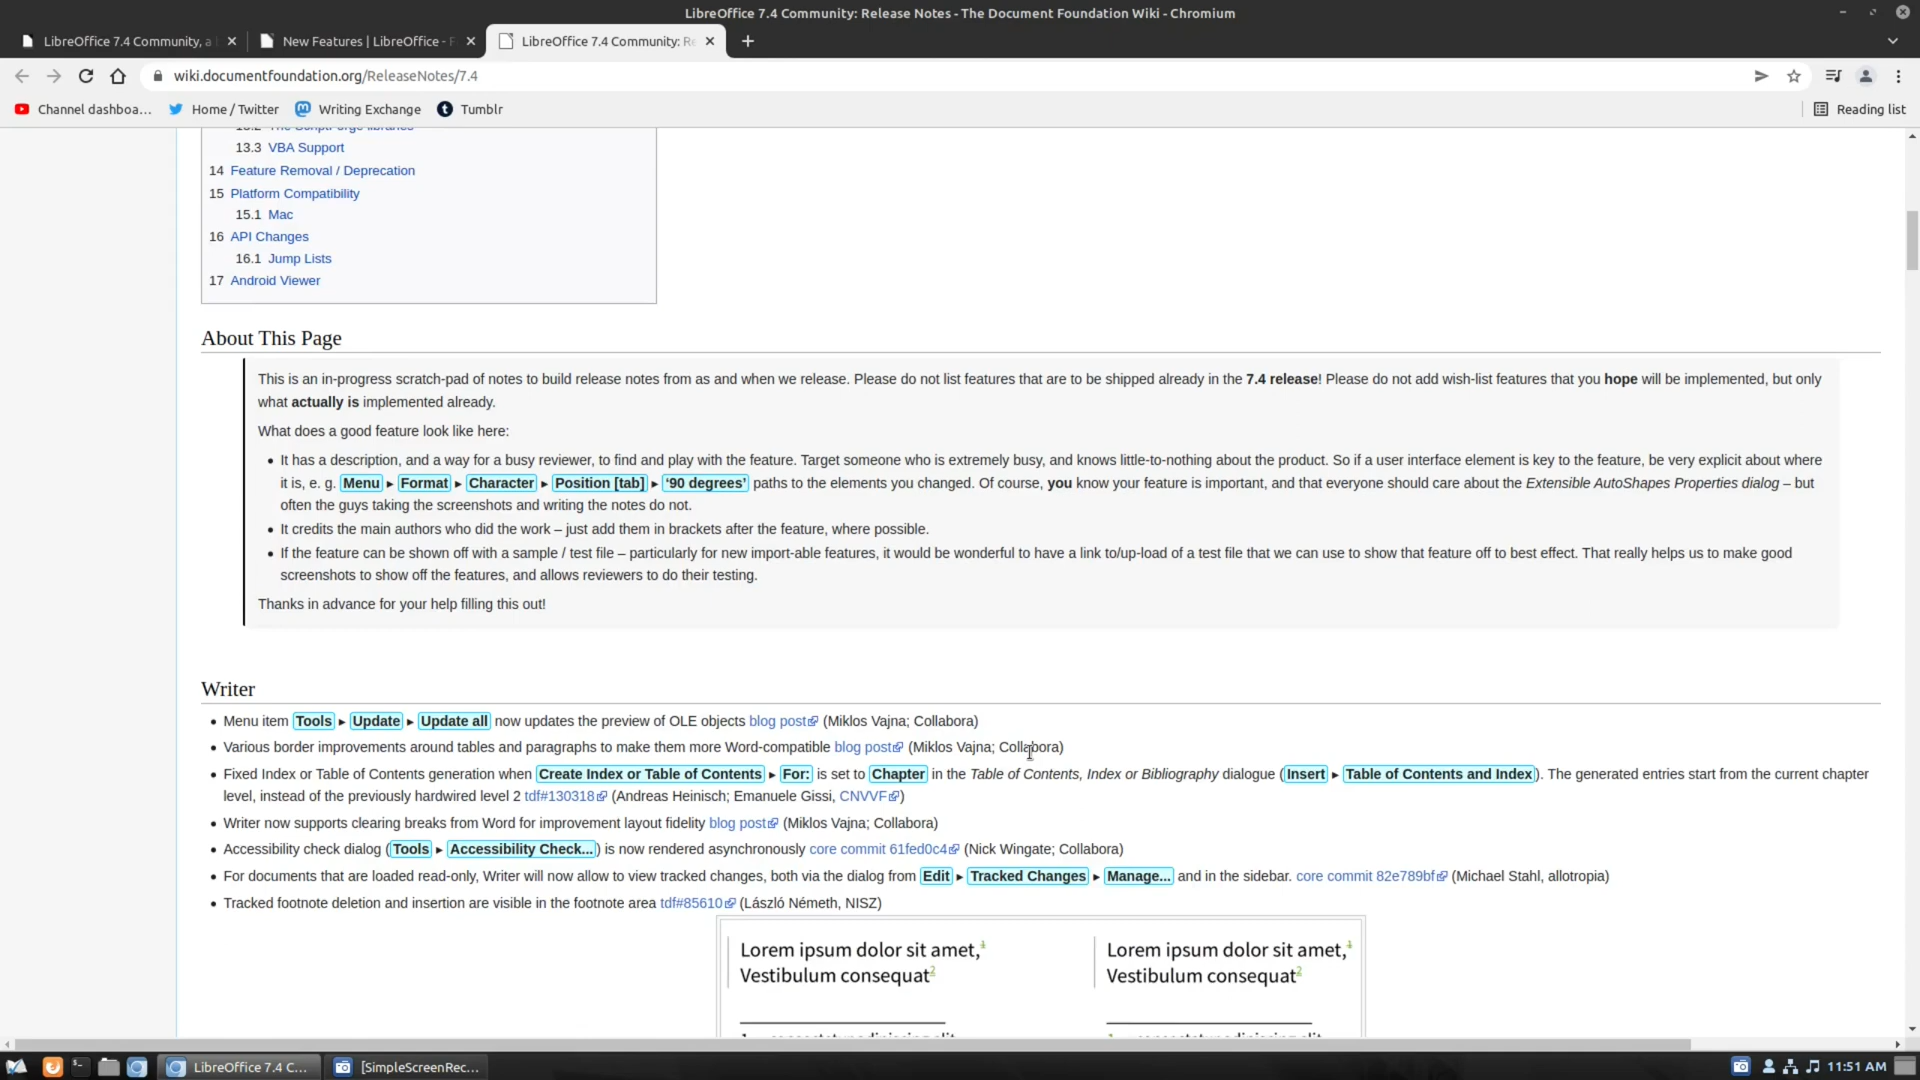 LibreOffice 7.4 Community: Release Notes - The Document Foundation Wiki - Chromium
LibreOffice 7.4 Community, a
New Features | LibreOffice - F
LibreOffice 7.4 Community: Re
wiki.documentfoundation.org/ReleaseNotes/7.4
Channel dashboa... Home / Twitter Writing Exchange Tumblr Reading list
13.2 The ScriptForge libraries
13.3 VBA Support
14 Feature Removal / Deprecation
15 Platform Compatibility
15.1 Mac
16 API Changes
16.1 Jump Lists
17 Android Viewer
About This Page
This is an in-progress scratch-pad of notes to build release notes from as and when we release. Please do not list features that are to be shipped already in the 7.4 release! Please do not add wish-list features that you hope will be implemented, but only
what actually is implemented already.
What does a good feature look like here:
• It has a description, and a way for a busy reviewer, to find and play with the feature. Target someone who is extremely busy, and knows little-to-nothing about the product. So if a user interface element is key to the feature, be very explicit about where
it is, e. g. Menu ▸ Format ▸ Character ▸ Position [tab] ▸ ‘90 degrees’ paths to the elements you changed. Of course, you know your feature is important, and that everyone should care about the Extensible AutoShapes Properties dialog – but
often the guys taking the screenshots and writing the notes do not.
• It credits the main authors who did the work – just add them in brackets after the feature, where possible.
• If the feature can be shown off with a sample / test file – particularly for new import-able features, it would be wonderful to have a link to/up-load of a test file that we can use to show that feature off to best effect. That really helps us to make good
screenshots to show off the features, and allows reviewers to do their testing.
Thanks in advance for your help filling this out!
Writer
• Menu item Tools ▸ Update ▸ Update all now updates the preview of OLE objects blog post (Miklos Vajna; Collabora)
• Various border improvements around tables and paragraphs to make them more Word-compatible blog post (Miklos Vajna; Collabora)
• Fixed Index or Table of Contents generation when Create Index or Table of Contents ▸ For: is set to Chapter in the Table of Contents, Index or Bibliography dialogue (Insert ▸ Table of Contents and Index). The generated entries start from the current chapter
level, instead of the previously hardwired level 2 tdf#130318 (Andreas Heinisch; Emanuele Gissi, CNVVF)
• Writer now supports clearing breaks from Word for improvement layout fidelity blog post (Miklos Vajna; Collabora)
• Accessibility check dialog (Tools ▸ Accessibility Check...) is now rendered asynchronously core commit 61fed0c4 (Nick Wingate; Collabora)
• For documents that are loaded read-only, Writer will now allow to view tracked changes, both via the dialog from Edit ▸ Tracked Changes ▸ Manage... and in the sidebar. core commit 82e789bf (Michael Stahl, allotropia)
• Tracked footnote deletion and insertion are visible in the footnote area tdf#85610 (László Németh, NISZ)
Lorem ipsum dolor sit amet,1 Lorem ipsum dolor sit amet,1
Vestibulum consequat2 Vestibulum consequat2
LibreOffice 7.4 C... [SimpleScreenRec... 11:51 AM